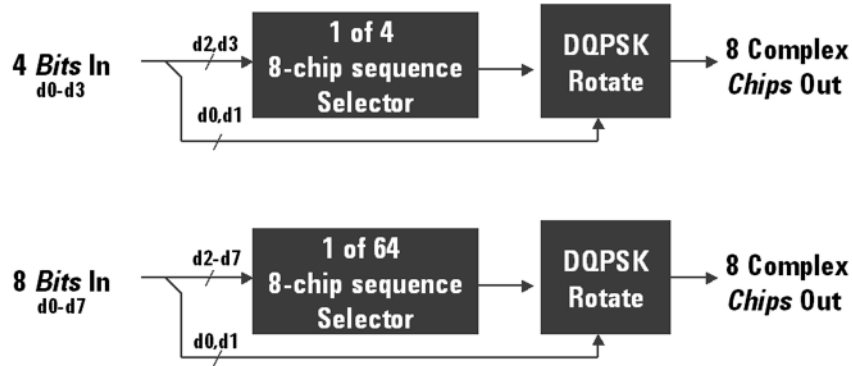 4 Bits In
d0-d3
d2,d3
d0,d1
1 of 4
8-chip sequence
Selector
DQPSK
Rotate
8 Complex
Chips Out
8 Bits In
d0-d7
d2-d7
d0,d1
1 of 64
8-chip sequence
Selector
DQPSK
Rotate
8 Complex
Chips Out